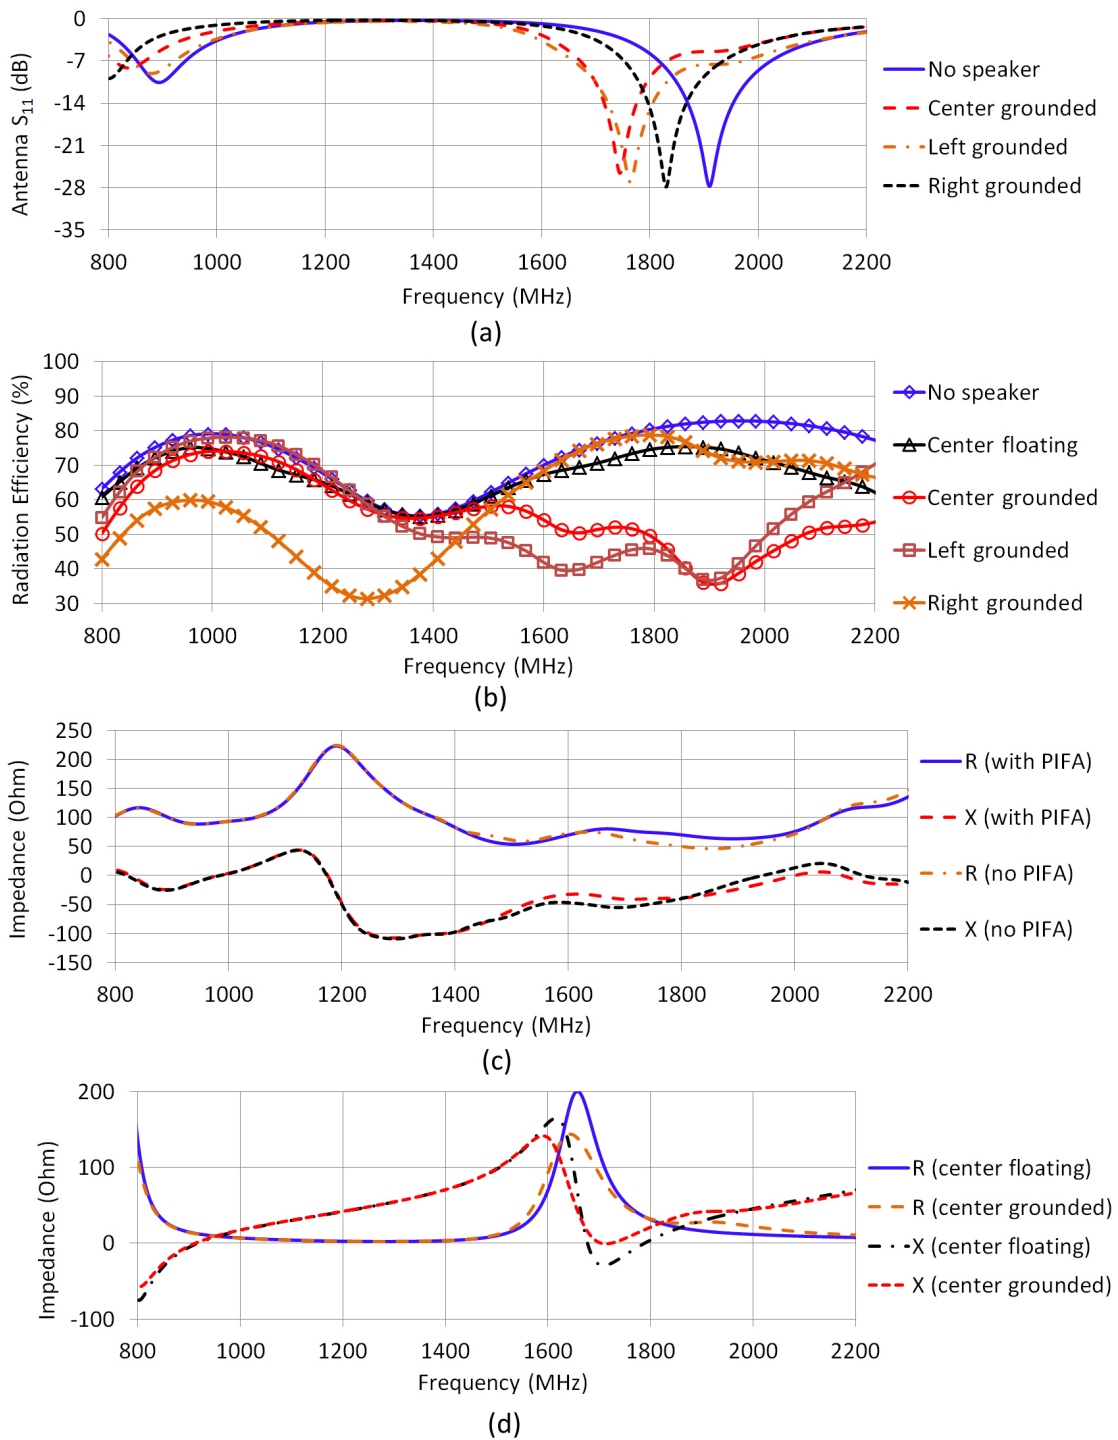 0
-7
-14
-21
-28
-35
Antenna S11 (dB)
800 1000 1200 1400 1600 1800 2000 2200
Frequency (MHz)
No speaker
Center grounded
Left grounded
Right grounded
(a)
100
90
80
70
60
50
40
30
Radiation Efficiency (%)
800 1000 1200 1400 1600 1800 2000 2200
Frequency (MHz)
No speaker
Center floating
Center grounded
Left grounded
Right grounded
(b)
250
200
150
100
50
0
-50
-100
-150
Impedance (Ohm)
800 1000 1200 1400 1600 1800 2000 2200
Frequency (MHz)
R (with PIFA)
X (with PIFA)
R (no PIFA)
X (no PIFA)
(c)
200
100
0
-100
Impedance (Ohm)
800 1000 1200 1400 1600 1800 2000 2200
Frequency (MHz)
R (center floating)
R (center grounded)
X (center floating)
X (center grounded)
(d)